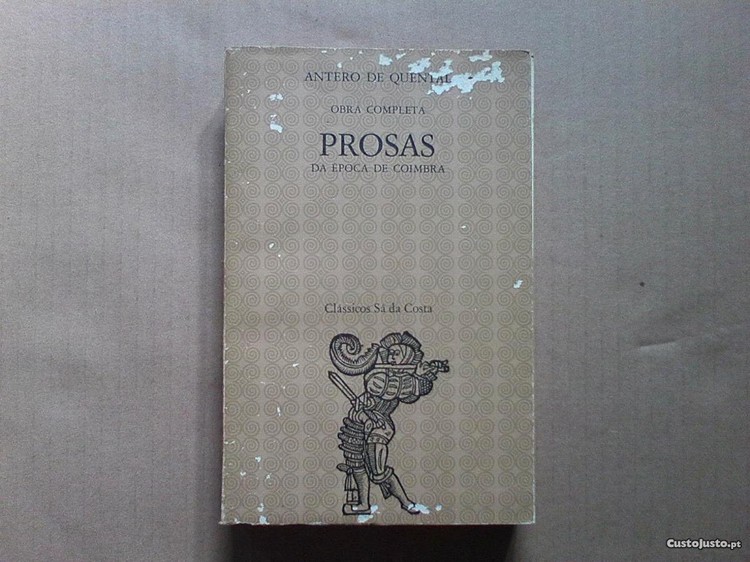 ANTERO DE QUENTAL
OBRA COMPLETA
PROSAS
DA ÉPOCA DE COIMBRA
Clássicos Sá da Costa
CustoJusto.pt